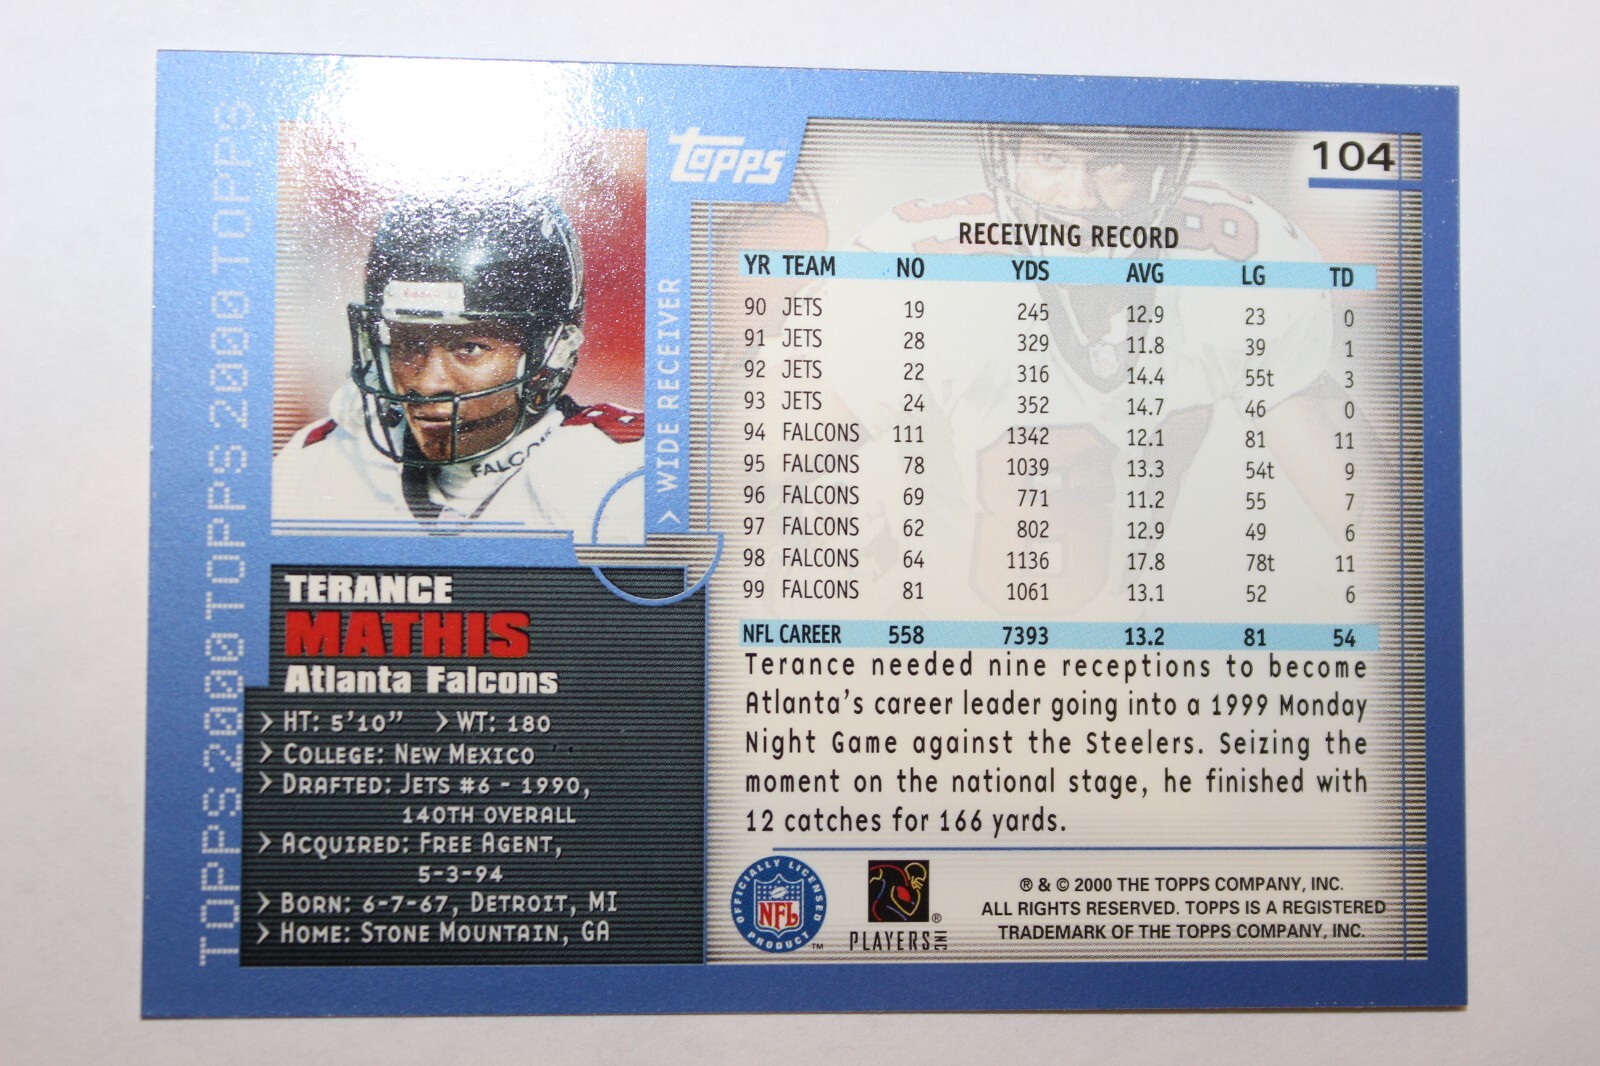 TOPPS2000TOPPS2000TOPPS2000TOPPS
topps
104
> WIDE RECEIVER
FALCONS
TERANCE
MATHIS
Atlanta Falcons
> HT: 5'10" > WT: 180
> COLLEGE: NEW MEXICO
> DRAFTED: JETS #6 - 1990,
140TH OVERALL
> ACQUIRED: FREE AGENT,
5-3-94
> BORN: 6-7-67, DETROIT, MI
> HOME: STONE MOUNTAIN, GA
RECEIVING RECORD
YR TEAM NO YDS AVG LG TD
90 JETS 19 245 12.9 23 0
91 JETS 28 329 11.8 39 1
92 JETS 22 316 14.4 55t 3
93 JETS 24 352 14.7 46 0
94 FALCONS 111 1342 12.1 81 11
95 FALCONS 78 1039 13.3 54t 9
96 FALCONS 69 771 11.2 55 7
97 FALCONS 62 802 12.9 49 6
98 FALCONS 64 1136 17.8 78t 11
99 FALCONS 81 1061 13.1 52 6
NFL CAREER 558 7393 13.2 81 54
Terance needed nine receptions to become
Atlanta's career leader going into a 1999 Monday
Night Game against the Steelers. Seizing the
moment on the national stage, he finished with
12 catches for 166 yards.
OFFICIALLY LICENSED
NFL
PRODUCT ™
®
PLAYERS INC
® & © 2000 THE TOPPS COMPANY, INC.
ALL RIGHTS RESERVED. TOPPS IS A REGISTERED
TRADEMARK OF THE TOPPS COMPANY, INC.